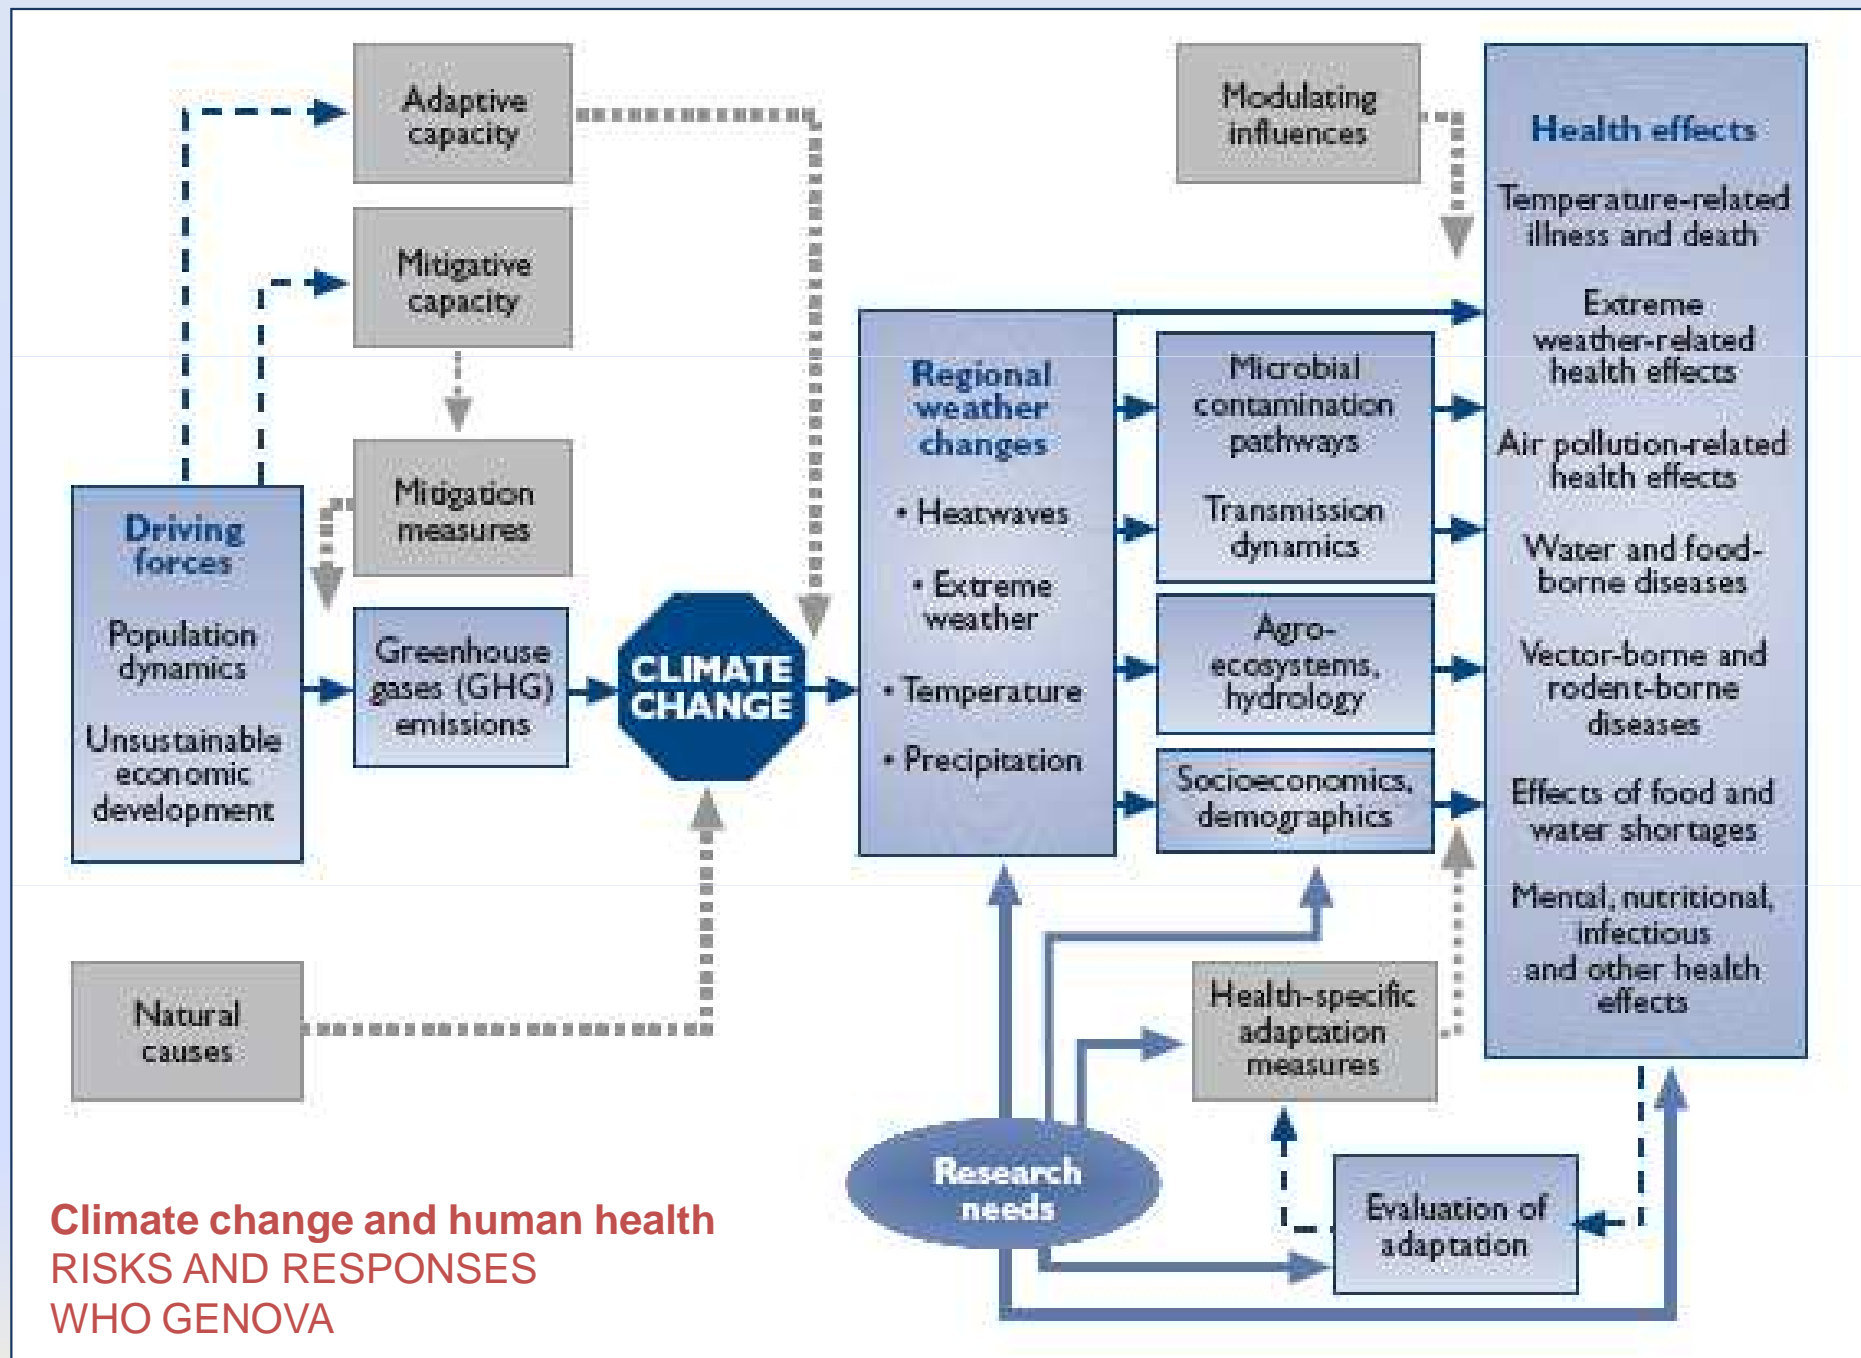 Adaptive
capacity
Mitigative
capacity
Mitigation
measures
Driving
forces
Population
dynamics
Unsustainable
economic
development
Greenhouse
gases (GHG)
emissions
CLIMATE
CHANGE
Natural
causes
Regional
weather
changes
• Heatwaves
• Extreme
weather
• Temperature
• Precipitation
Modulating
influences
Microbial
contamination
pathways
Transmission
dynamics
Agro-
ecosystems,
hydrology
Socioeconomics,
demographics
Health effects
Temperature-related
illness and death
Extreme
weather-related
health effects
Air pollution-related
health effects
Water and food-
borne diseases
Vector-borne and
rodent-borne
diseases
Effects of food and
water shortages
Mental, nutritional,
infectious
and other health
effects
Health-specific
adaptation
measures
Research
needs
Evaluation of
adaptation
Climate change and human health
RISKS AND RESPONSES
WHO GENOVA